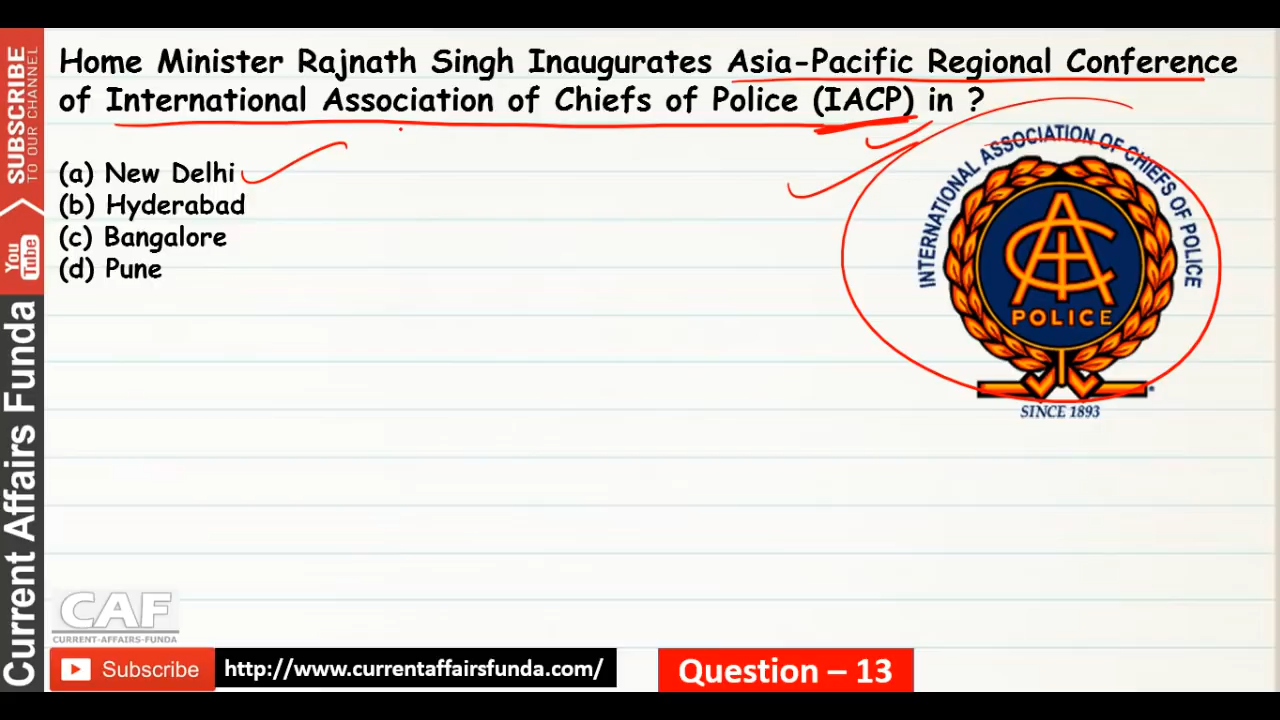 Home Minister Rajnath Singh Inaugurates Asia-Pacific Regional Conference
of International Association of Chiefs of Police (IACP) in ?
(a) New Delhi
(b) Hyderabad
(c) Bangalore
(d) Pune
INTERNATIONAL ASSOCIATION OF CHIEFS OF POLICE
IACP
POLICE
SINCE 1893
SUBSCRIBE
TO OUR CHANNEL
You
Tube
Current Affairs Funda
CAF
CURRENT-AFFAIRS-FUNDA
Subscribe
http://www.currentaffairsfunda.com/
Question – 13